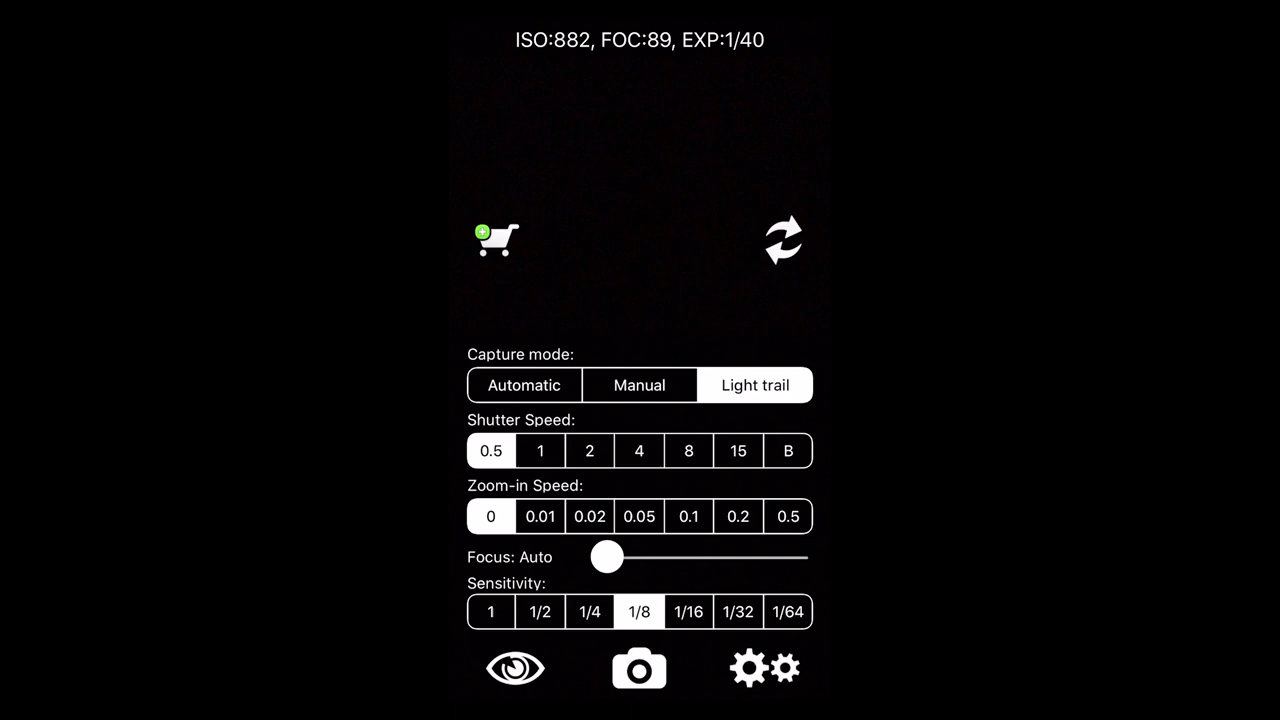 ISO:882, FOC:89, EXP:1/40
Capture mode:
Automatic Manual Light trail
Shutter Speed:
0.5 1 2 4 8 15 B
Zoom-in Speed:
0 0.01 0.02 0.05 0.1 0.2 0.5
Focus: Auto
Sensitivity:
1 1/2 1/4 1/8 1/16 1/32 1/64